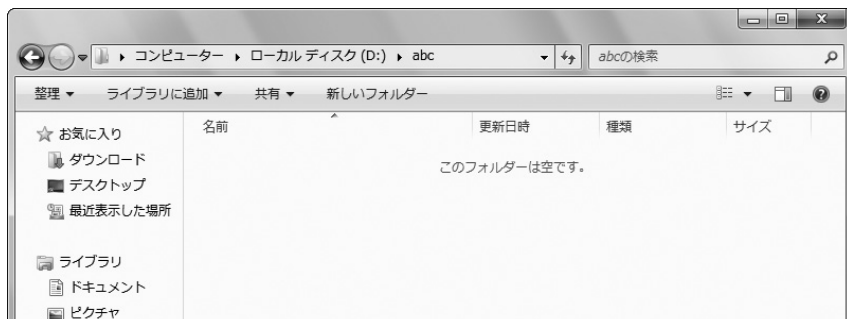 コンピューター ▸ ローカル ディスク (D:) ▸ abc
abcの検索
整理 ライブラリに追加 共有 新しいフォルダー
名前 更新日時 種類 サイズ
このフォルダーは空です。
お気に入り
ダウンロード
デスクトップ
最近表示した場所
ライブラリ
ドキュメント
ピクチャ